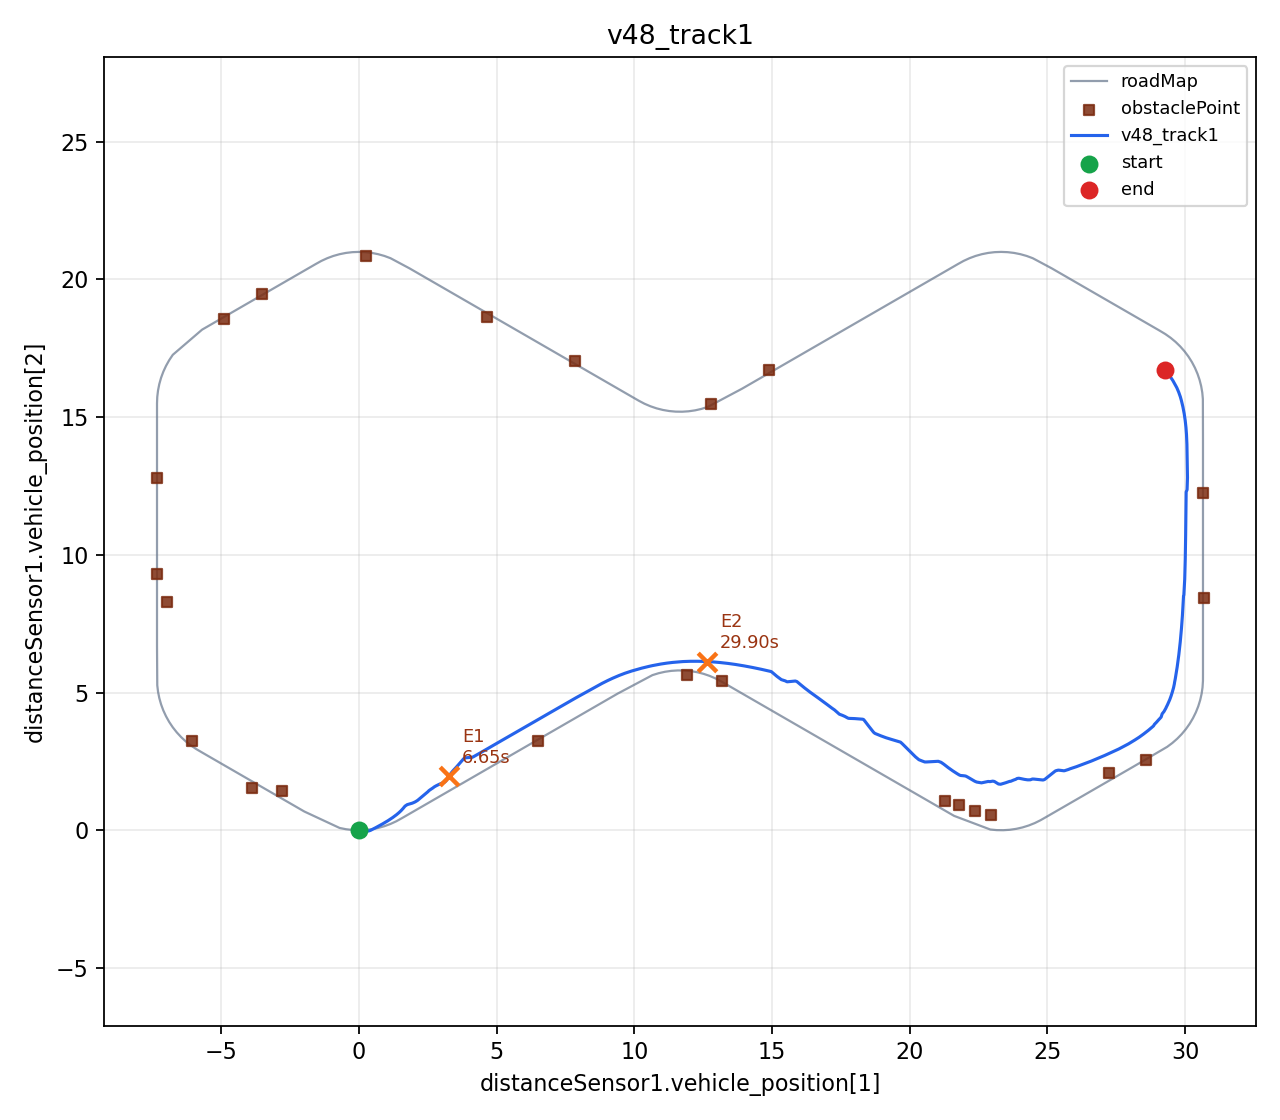 v48_track1
roadMap
obstaclePoint
v48_track1
start
end
25
20
15
10
5
0
−5
E2
29.90s
E1
6.65s
−5
0
5
10
15
20
25
30
distanceSensor1.vehicle_position[2]
distanceSensor1.vehicle_position[1]